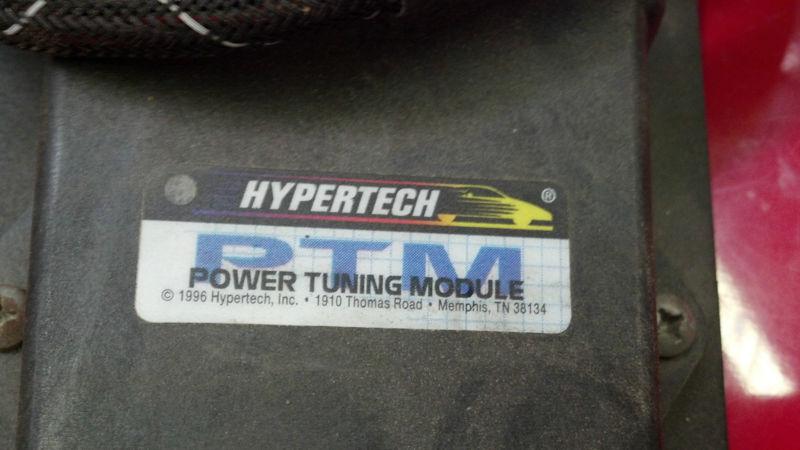 HYPERTECH ®
PTM
POWER TUNING MODULE
© 1996 Hypertech, Inc. • 1910 Thomas Road • Memphis, TN 38134